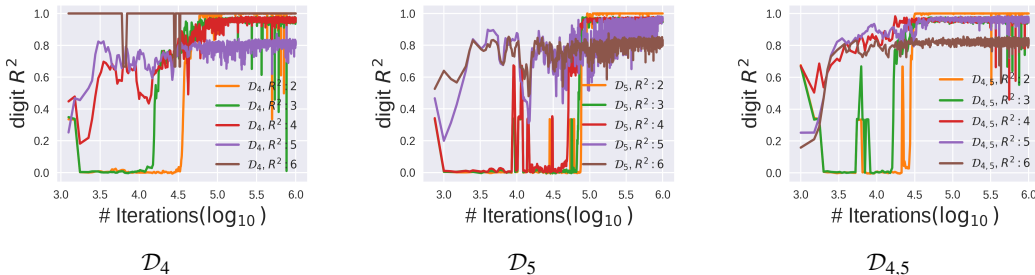 digit R²
1.0
0.8
0.6
0.4
0.2
0.0
3.0 3.5 4.0 4.5 5.0 5.5 6.0
# Iterations(log₁₀)
𝒟₄, R² : 2
𝒟₄, R² : 3
𝒟₄, R² : 4
𝒟₄, R² : 5
𝒟₄, R² : 6
𝒟₄
digit R²
1.0
0.8
0.6
0.4
0.2
0.0
3.0 3.5 4.0 4.5 5.0 5.5 6.0
# Iterations(log₁₀)
𝒟₅, R² : 2
𝒟₅, R² : 3
𝒟₅, R² : 4
𝒟₅, R² : 5
𝒟₅, R² : 6
𝒟₅
digit R²
1.0
0.8
0.6
0.4
0.2
0.0
3.0 3.5 4.0 4.5 5.0 5.5 6.0
# Iterations(log₁₀)
𝒟₄,₅, R² : 2
𝒟₄,₅, R² : 3
𝒟₄,₅, R² : 4
𝒟₄,₅, R² : 5
𝒟₄,₅, R² : 6
𝒟₄,₅